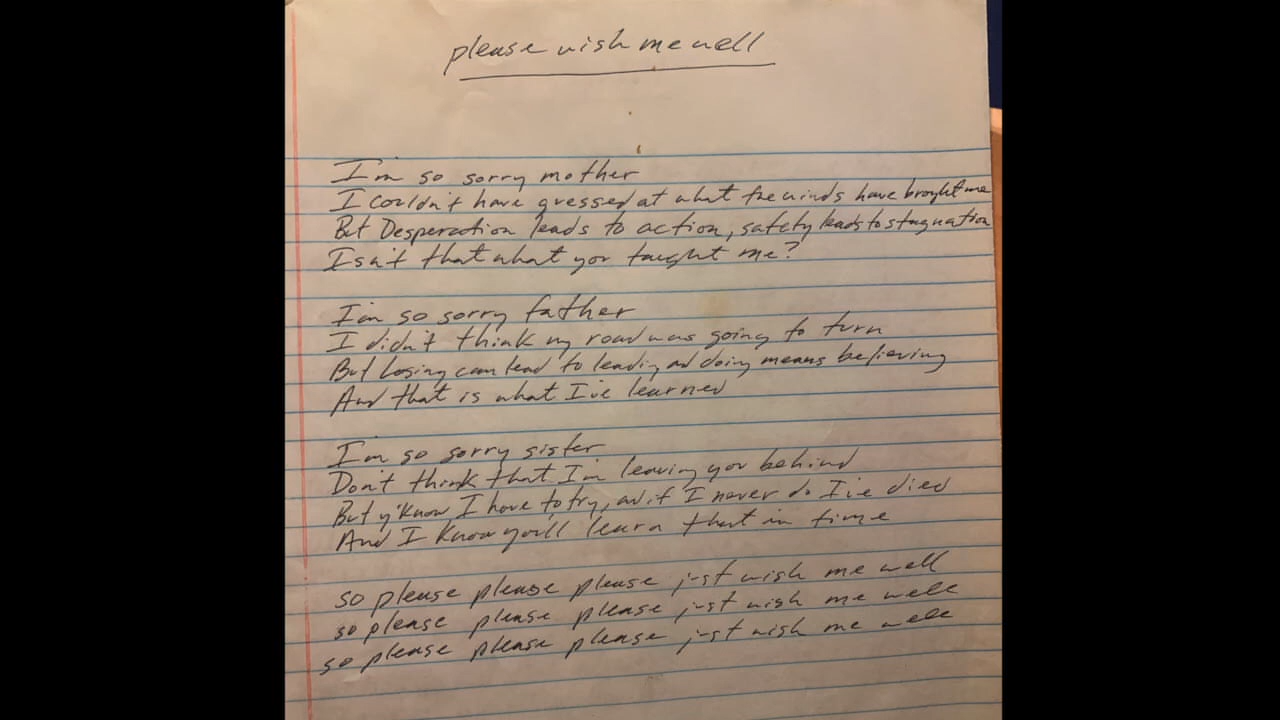 please wish me well
I'm so sorry mother
I couldn't have guessed at what the winds have brought me
But Desperation leads to action, safety leads to stagnation
Isn't that what you taught me?
I'm so sorry father
I didn't think my road was going to turn
But losing can lead to leading and doing means believing
And that is what I've learned
I'm so sorry sister
Don't think that I'm leaving you behind
But y'know I have to try, and if I never do I've died
And I know you'll learn that in time
so please please please just wish me well
so please please please just wish me well
so please please please just wish me well